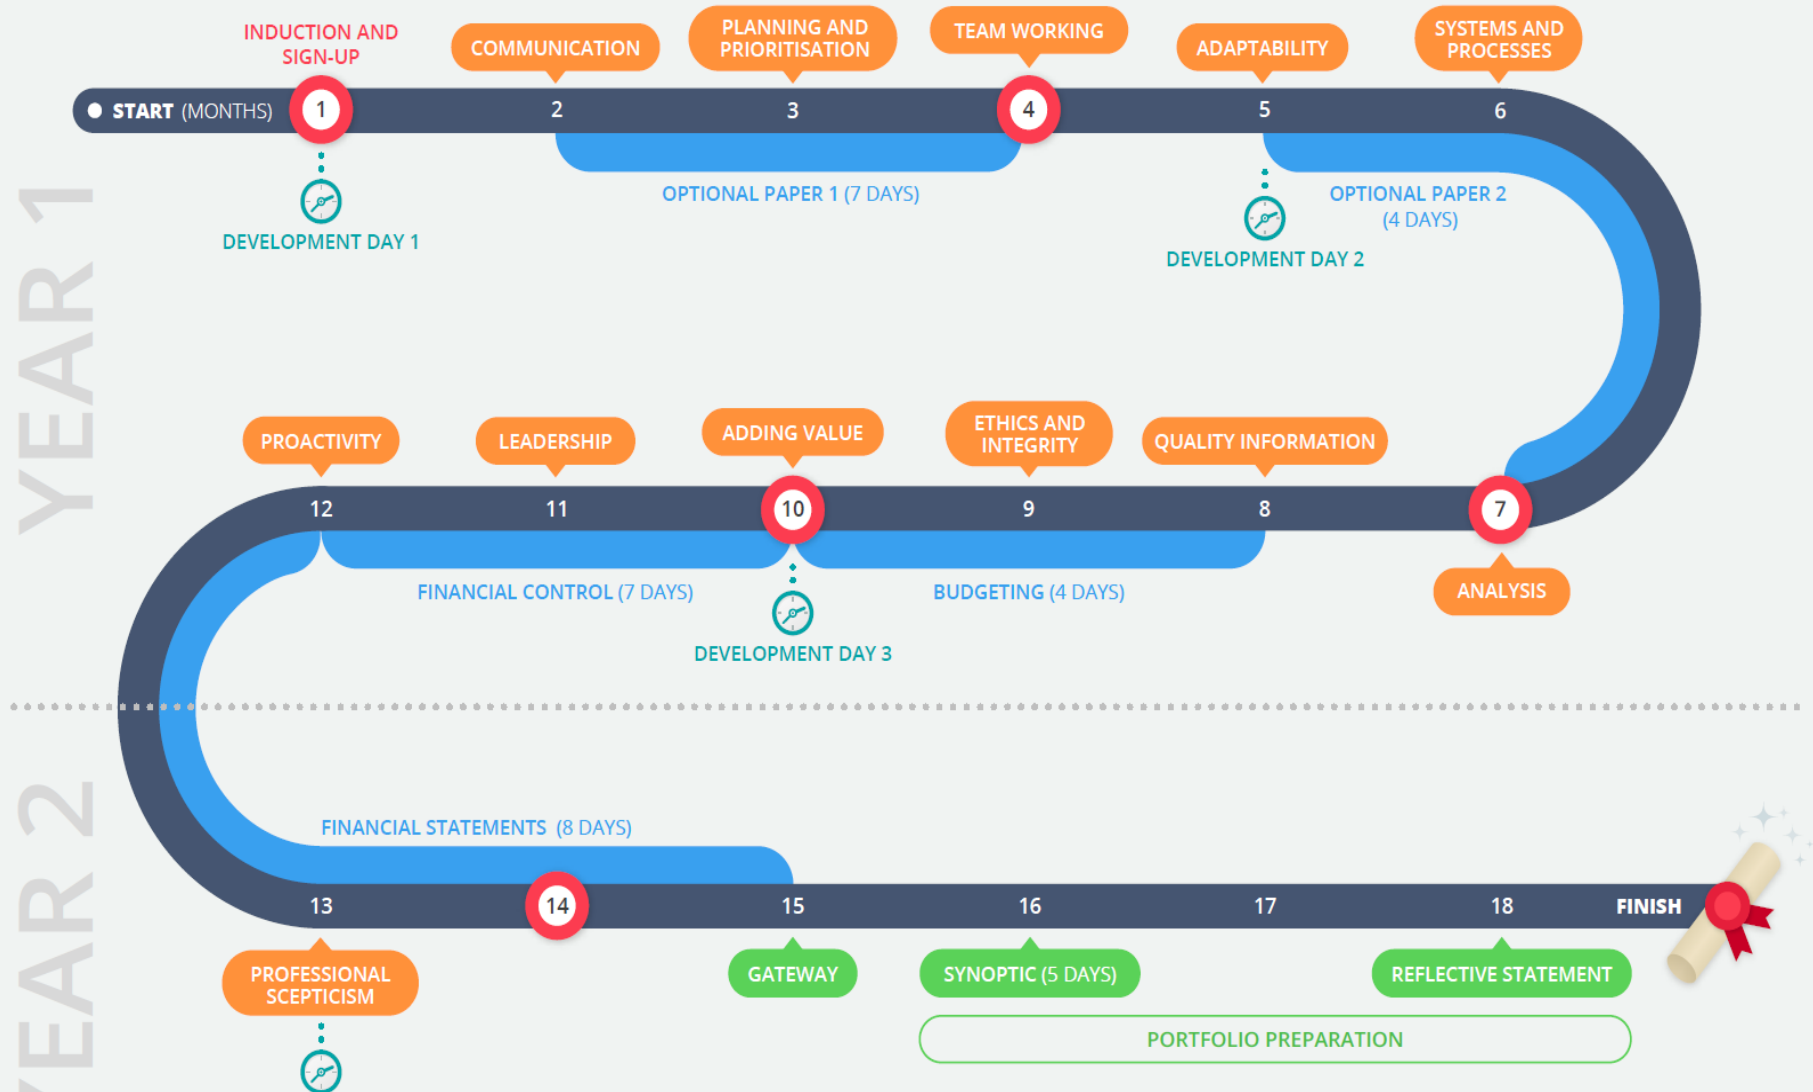 INDUCTION AND
SIGN-UP
COMMUNICATION
PLANNING AND
PRIORITISATION
TEAM WORKING
ADAPTABILITY
SYSTEMS AND
PROCESSES
START (MONTHS)
1
2
3
4
5
6
OPTIONAL PAPER 1 (7 DAYS)
OPTIONAL PAPER 2
(4 DAYS)
DEVELOPMENT DAY 1
DEVELOPMENT DAY 2
YEAR 1
PROACTIVITY
LEADERSHIP
ADDING VALUE
ETHICS AND
INTEGRITY
QUALITY INFORMATION
12
11
10
9
8
7
FINANCIAL CONTROL (7 DAYS)
BUDGETING (4 DAYS)
ANALYSIS
DEVELOPMENT DAY 3
YEAR 2
FINANCIAL STATEMENTS (8 DAYS)
13
14
15
16
17
18
FINISH
PROFESSIONAL
SCEPTICISM
GATEWAY
SYNOPTIC (5 DAYS)
REFLECTIVE STATEMENT
PORTFOLIO PREPARATION